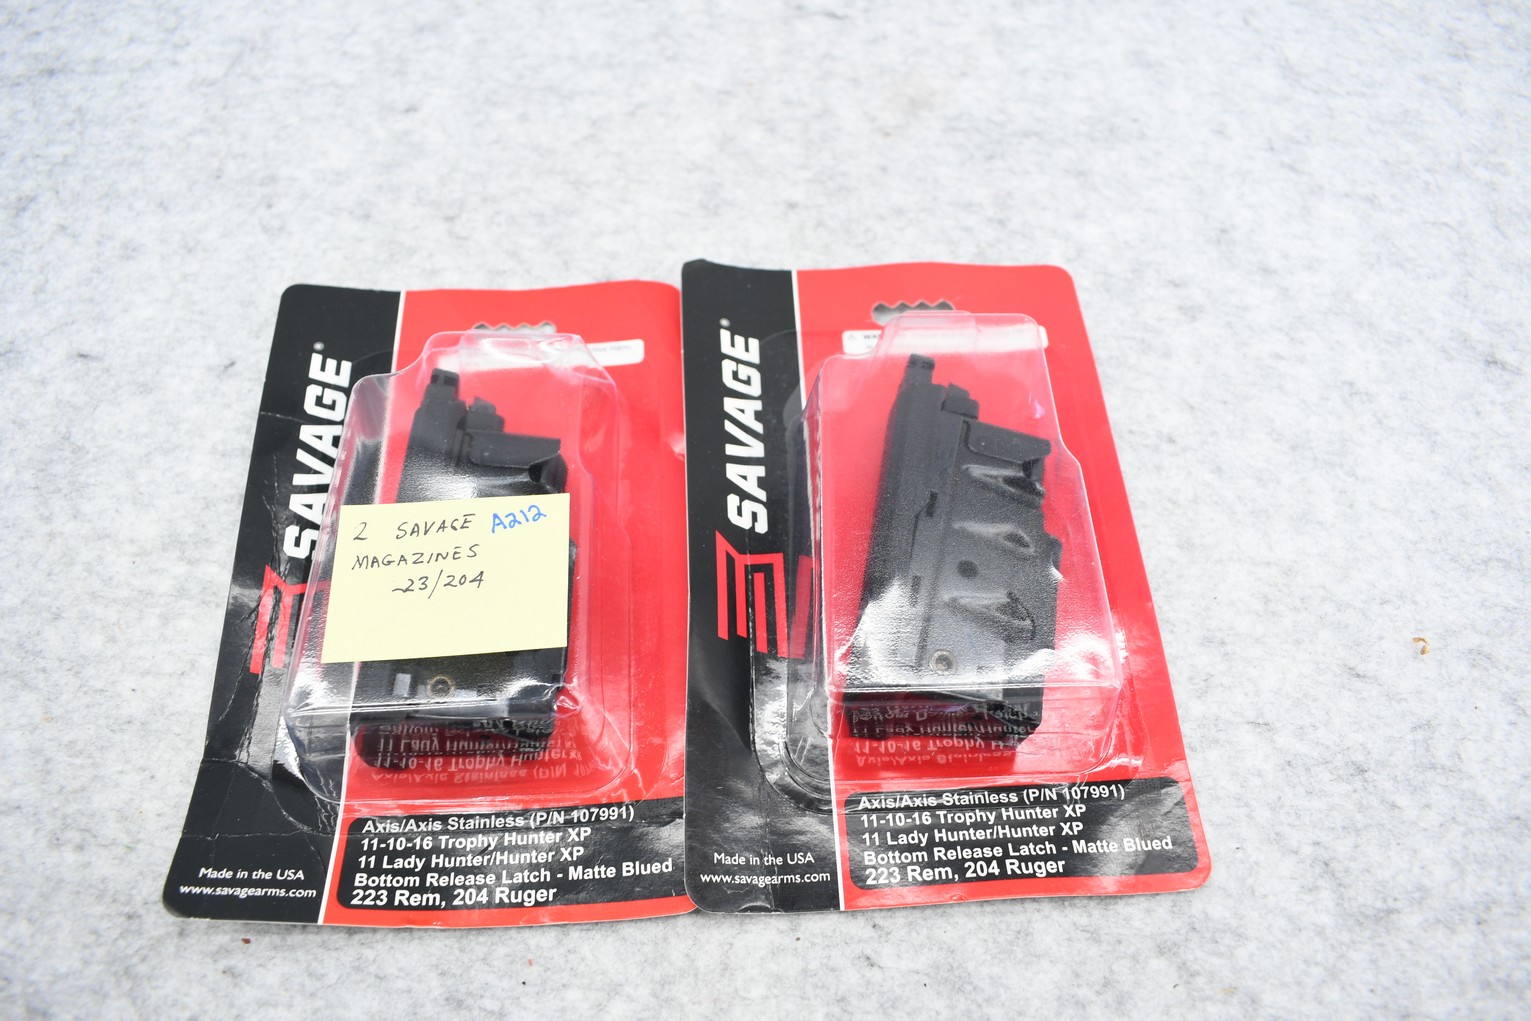 SAVAGE®
2 SAVAGE A212
MAGAZINES
23/204
Made in the USA
www.savagearms.com
Axis/Axis Stainless (P/N 107991)
11-10-16 Trophy Hunter XP
11 Lady Hunter/Hunter XP
Bottom Release Latch - Matte Blued
223 Rem, 204 Ruger
SAVAGE®
Made in the USA
www.savagearms.com
Axis/Axis Stainless (P/N 107991)
11-10-16 Trophy Hunter XP
11 Lady Hunter/Hunter XP
Bottom Release Latch - Matte Blued
223 Rem, 204 Ruger